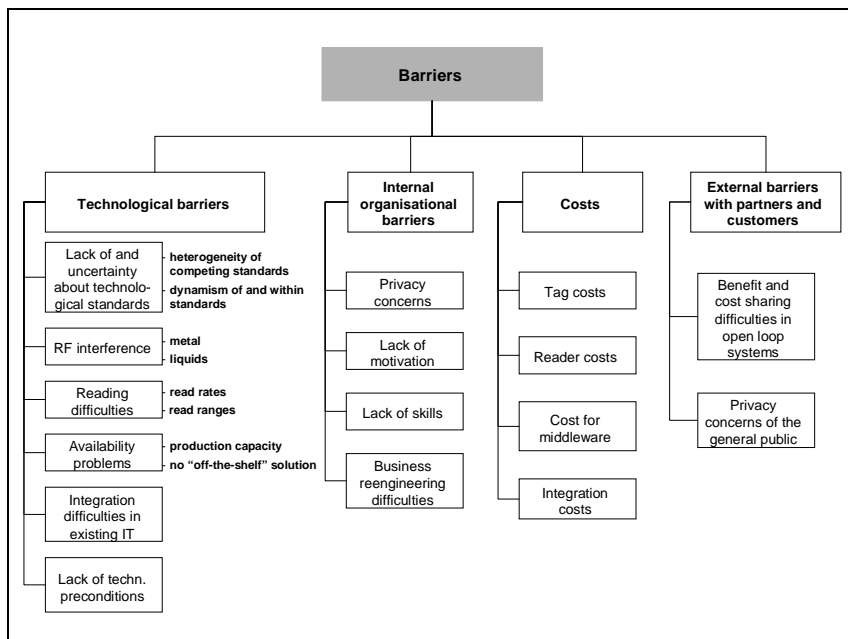 Barriers
Technological barriers
Lack of and
uncertainty
about technolo-
gical standards
heterogeneity of
competing standards
dynamism of and within
standards
RF interference
metal
liquids
Reading
difficulties
read rates
read ranges
Availability
problems
production capacity
no “off-the-shelf” solution
Integration
difficulties in
existing IT
Lack of techn.
preconditions
Internal
organisational
barriers
Privacy
concerns
Lack of
motivation
Lack of skills
Business
reengineering
difficulties
Costs
Tag costs
Reader costs
Cost for
middleware
Integration
costs
External barriers
with partners and
customers
Benefit and
cost sharing
difficulties in
open loop
systems
Privacy
concerns of the
general public